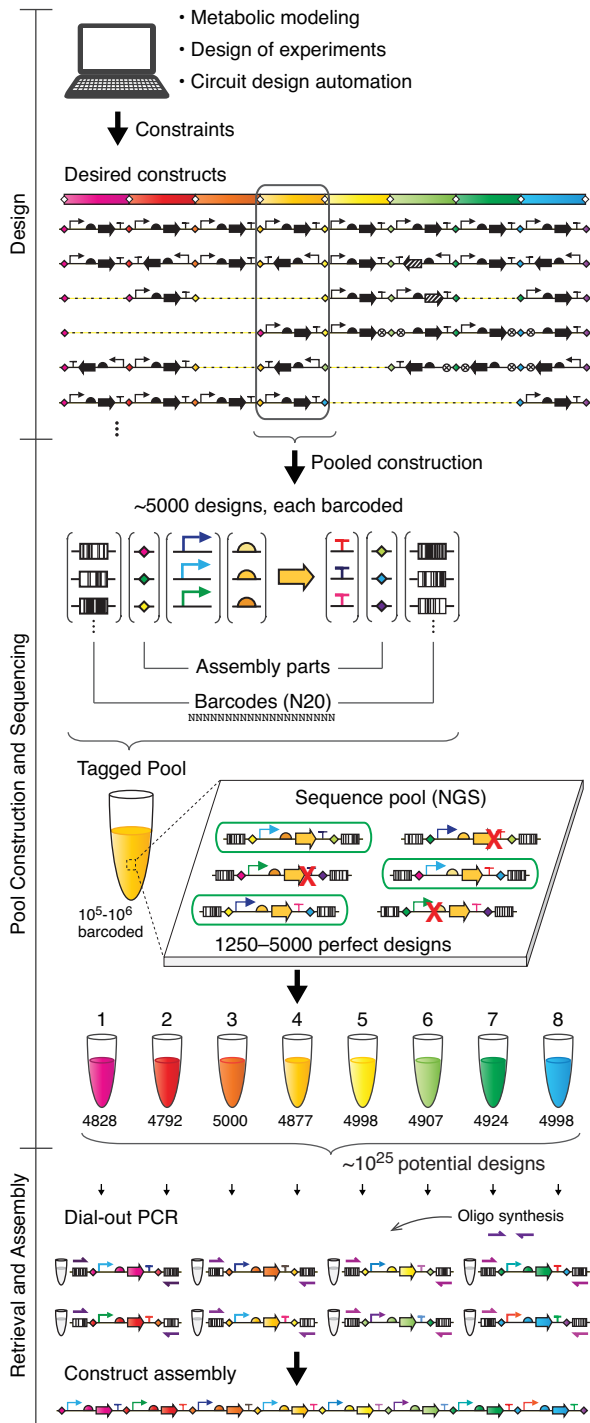 • Metabolic modeling
• Design of experiments
• Circuit design automation
Constraints
Desired constructs
Design
Pooled construction
~5000 designs, each barcoded
Assembly parts
Barcodes (N20)
NNNNNNNNNNNNNNNNNNNN
Pool Construction and Sequencing
Tagged Pool
Sequence pool (NGS)
10⁵-10⁶
barcoded
1250–5000 perfect designs
1 2 3 4 5 6 7 8
4828 4792 5000 4877 4998 4907 4924 4998
~10²⁵ potential designs
Retrieval and Assembly
Dial-out PCR
Oligo synthesis
Construct assembly